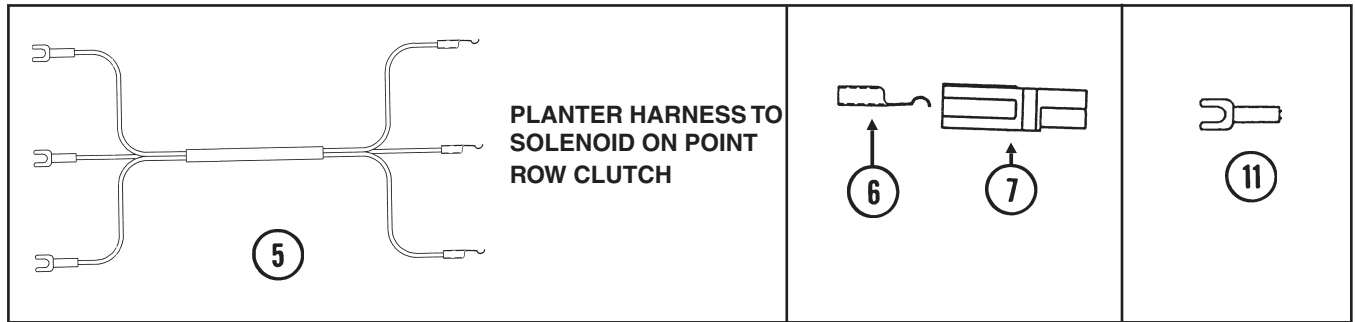 PLANTER HARNESS TO
SOLENOID ON POINT
ROW CLUTCH
5
6
7
11